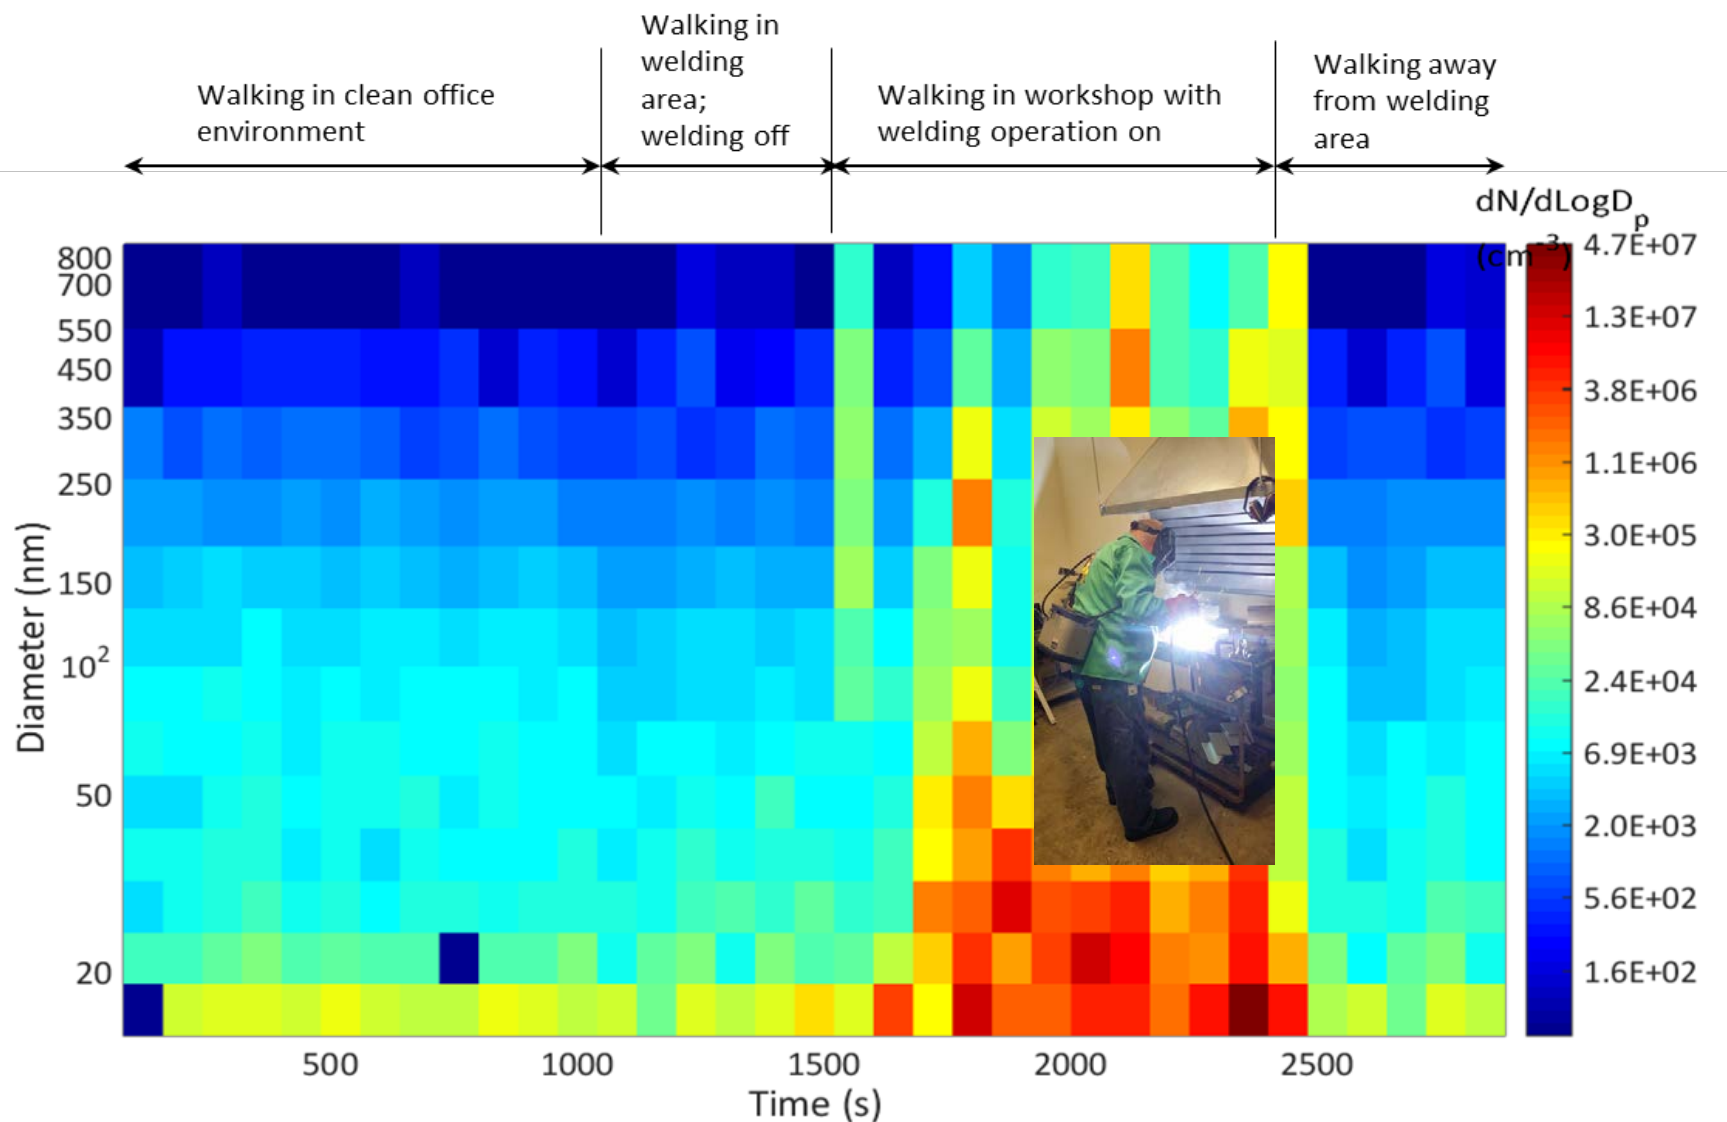 Walking in clean office
environment
Walking in
welding
area;
welding off
Walking in workshop with
welding operation on
Walking away
from welding
area
dN/dLogDp
(cm⁻³)
4.7E+07
1.3E+07
3.8E+06
1.1E+06
3.0E+05
8.6E+04
2.4E+04
6.9E+03
2.0E+03
5.6E+02
1.6E+02
Diameter (nm)
800
700
550
450
350
250
150
10²
50
20
500 1000 1500 2000 2500
Time (s)